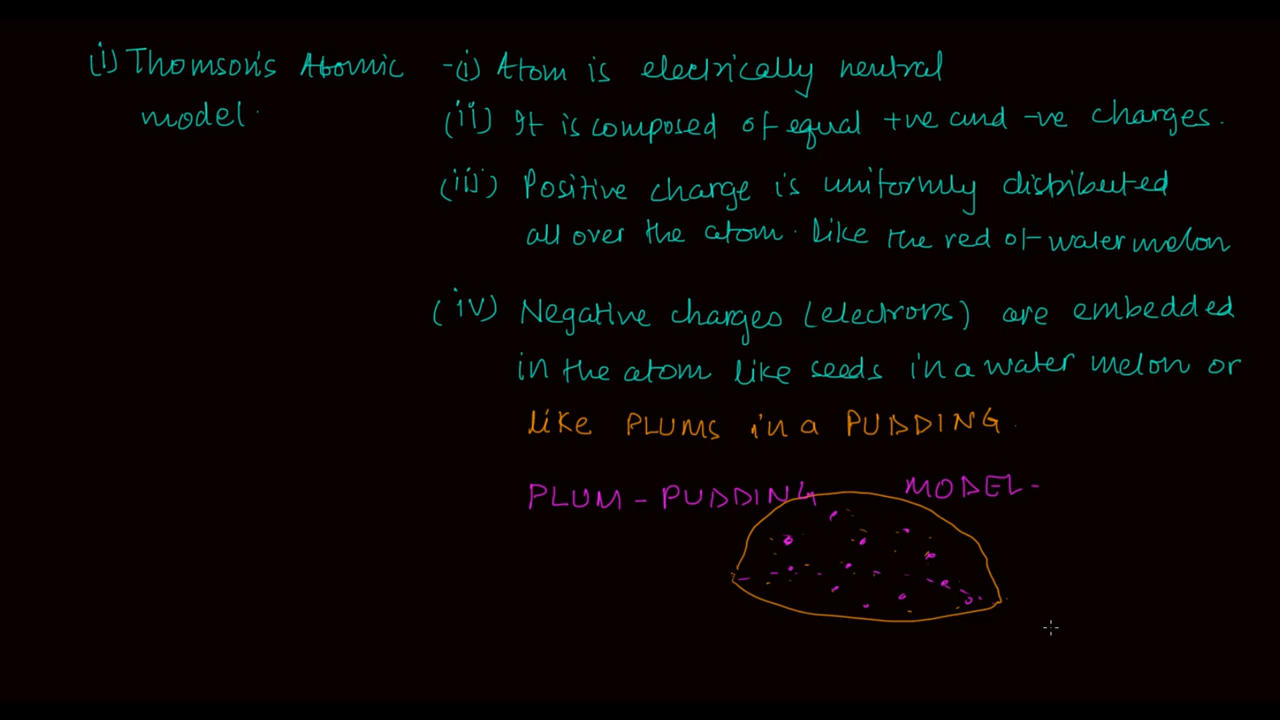 (i) Thomson's Atomic -(i) Atom is electrically neutral
model.
(ii) It is composed of equal +ve and -ve charges.
(iii) Positive charge is uniformly distributed
all over the atom. Like the red of water melon
(iv) Negative charges (electrons) are embedded
in the atom like seeds in a water melon or
like PLUMS in a PUDDING.
PLUM-PUDDING MODEL-